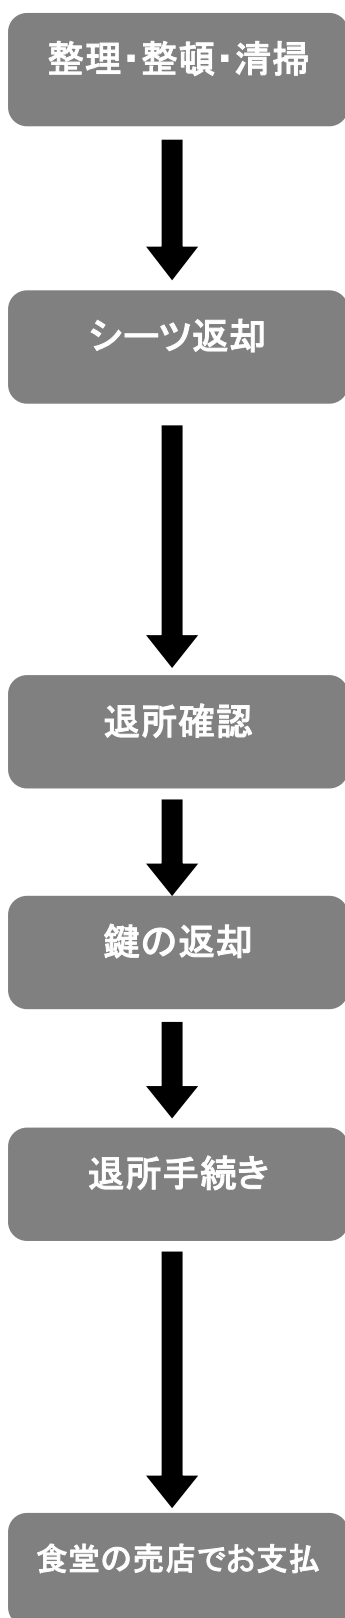 整理・整頓・清掃
シーツ返却
退所確認
鍵の返却
退所手続き
食堂の売店でお支払